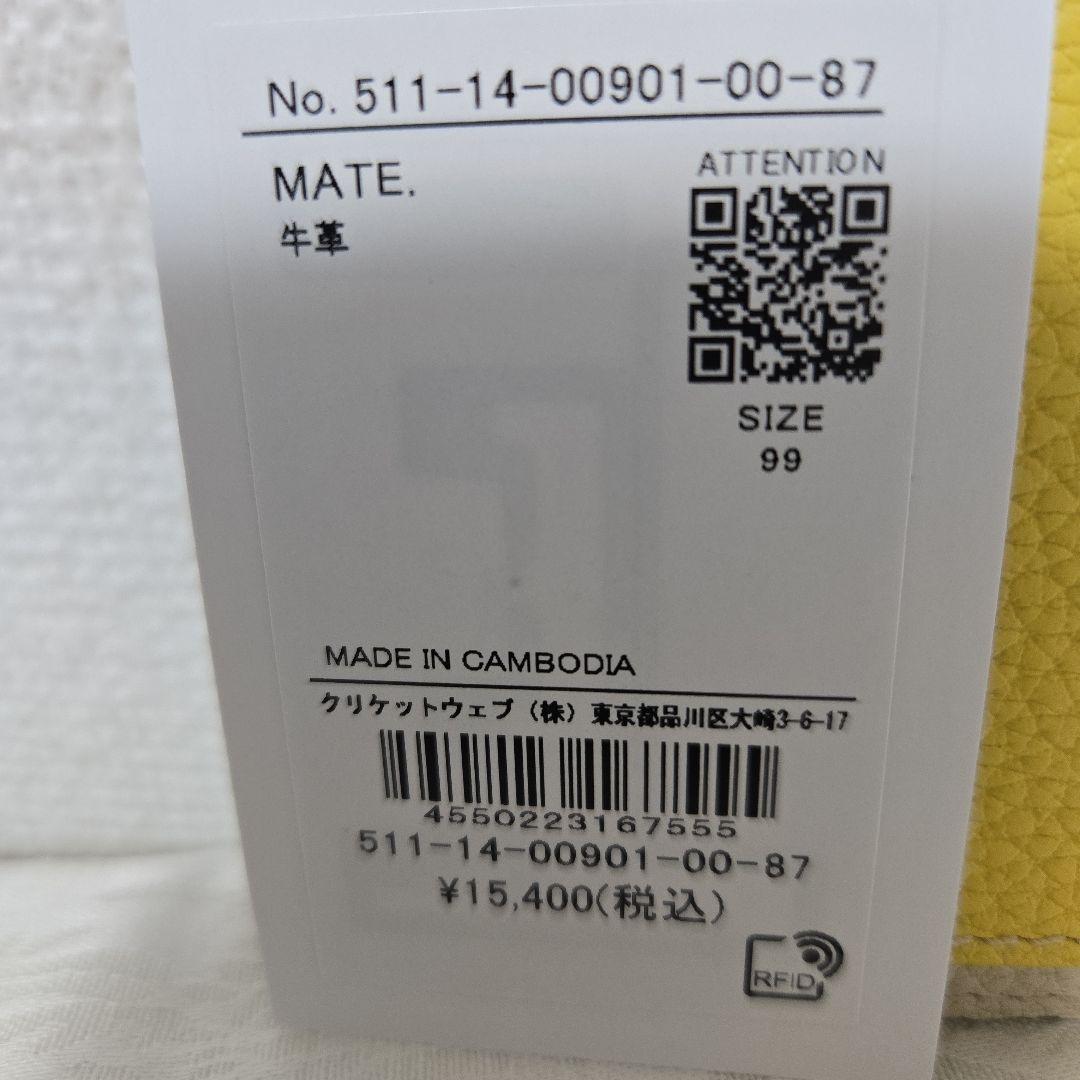 No. 511-14-00901-00-87
MATE.
牛革
ATTENTION
SIZE
99
MADE IN CAMBODIA
クリケットウェブ（株）東京都品川区大崎3-6-17
4550223167555
511-14-00901-00-87
¥15,400(税込)
RFID